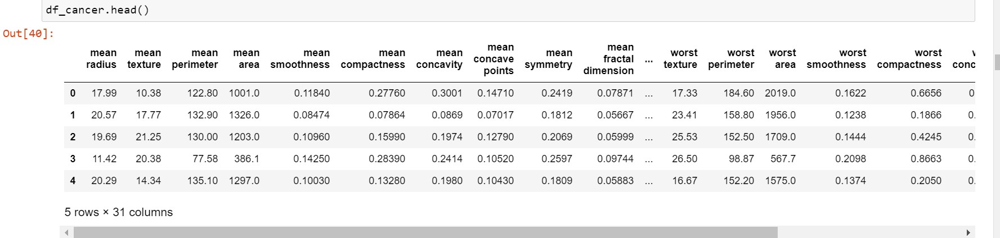 df_cancer.head()
Out[40]:
mean radius mean texture mean perimeter mean area mean smoothness mean compactness mean concavity mean concave points mean symmetry mean fractal dimension ... worst texture worst perimeter worst area worst smoothness worst compactness
0 17.99 10.38 122.80 1001.0 0.11840 0.27760 0.3001 0.14710 0.2419 0.07871 ... 17.33 184.60 2019.0 0.1622 0.6656
1 20.57 17.77 132.90 1326.0 0.08474 0.07864 0.0869 0.07017 0.1812 0.05667 ... 23.41 158.80 1956.0 0.1238 0.1866
2 19.69 21.25 130.00 1203.0 0.10960 0.15990 0.1974 0.12790 0.2069 0.05999 ... 25.53 152.50 1709.0 0.1444 0.4245
3 11.42 20.38 77.58 386.1 0.14250 0.28390 0.2414 0.10520 0.2597 0.09744 ... 26.50 98.87 567.7 0.2098 0.8663
4 20.29 14.34 135.10 1297.0 0.10030 0.13280 0.1980 0.10430 0.1809 0.05883 ... 16.67 152.20 1575.0 0.1374 0.2050
5 rows × 31 columns